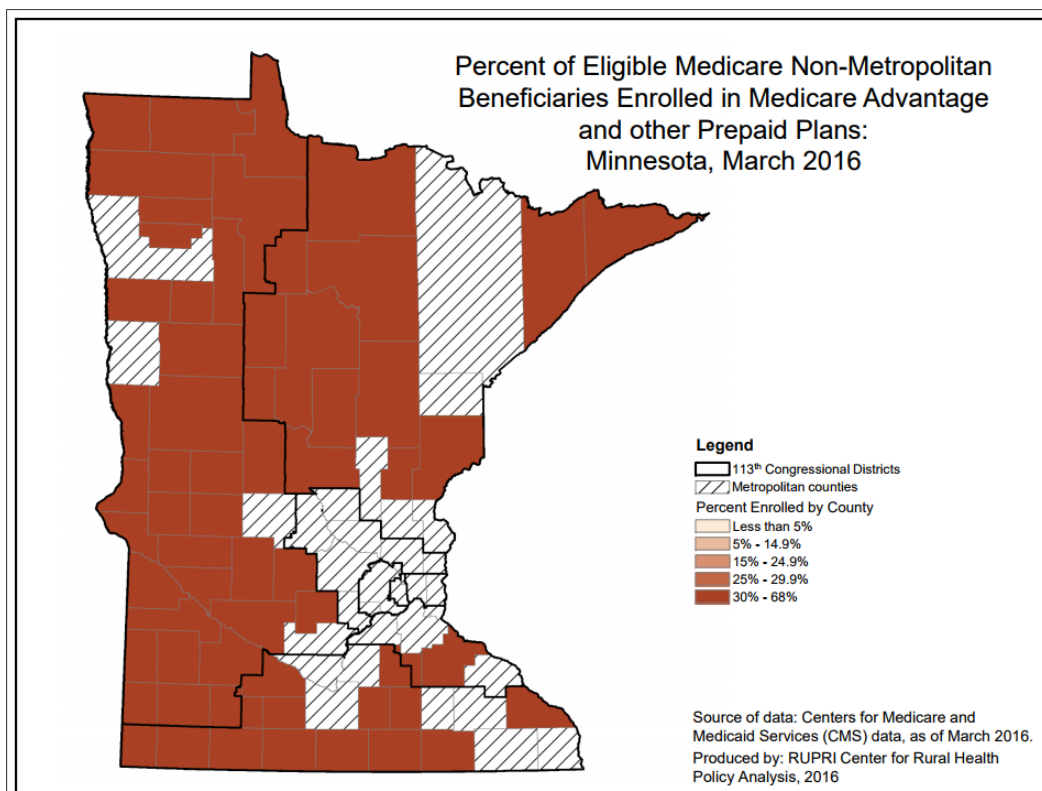 Percent of Eligible Medicare Non-Metropolitan
Beneficiaries Enrolled in Medicare Advantage
and other Prepaid Plans:
Minnesota, March 2016
Legend
113th Congressional Districts
Metropolitan counties
Percent Enrolled by County
Less than 5%
5% - 14.9%
15% - 24.9%
25% - 29.9%
30% - 68%
Source of data: Centers for Medicare and
Medicaid Services (CMS) data, as of March 2016.
Produced by: RUPRI Center for Rural Health
Policy Analysis, 2016